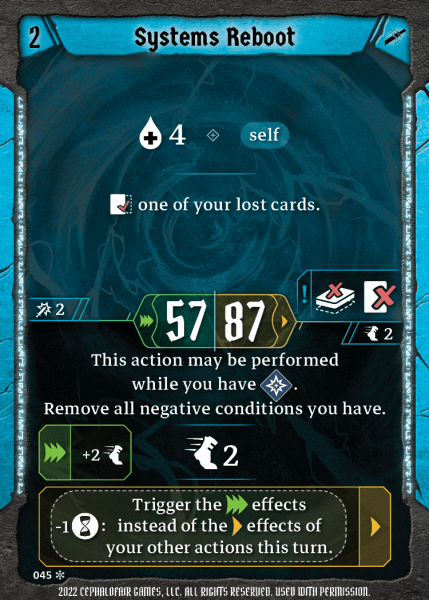 2
Systems Reboot
4 self
one of your lost cards.
2
57 87
!
2
This action may be performed
while you have .
Remove all negative conditions you have.
+2
2
Trigger the effects
-1 : instead of the effects of
your other actions this turn.
045
2022 CEPHALOFAIR GAMES, LLC. ALL RIGHTS RESERVED. USED WITH PERMISSION.